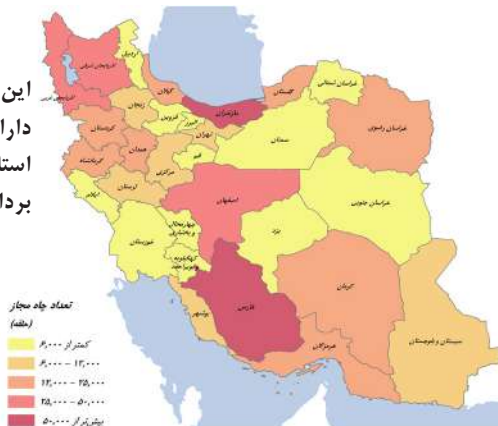 این
دارا
استا
بردا
اردبیل
آذربایجان شرقی
آذربایجان غربی
گیلان
زنجان
قزوین
البرز
مازندران
تهران
گلستان
خراسان شمالی
خراسان رضوی
سمنان
کردستان
همدان
مرکزی
قم
کرمانشاه
لرستان
ایلام
اصفهان
خراسان جنوبی
یزد
خوزستان
چهارمحال
و بختیاری
کهگیلویه
و بویراحمد
فارس
کرمان
بوشهر
هرمزگان
سیستان و بلوچستان
تعداد چاه مجاز
(حلقه)
کمتر از ۶,۰۰۰
۶,۰۰۰ – ۱۲,۰۰۰
۱۲,۰۰۰ – ۲۵,۰۰۰
۲۵,۰۰۰ – ۵۰,۰۰۰
بیش‌تر از ۵۰,۰۰۰